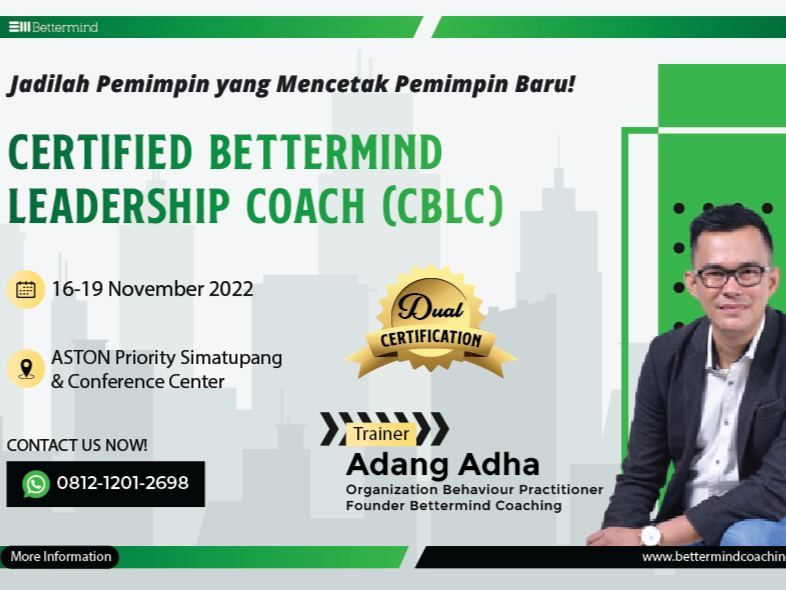 Bettermind
Jadilah Pemimpin yang Mencetak Pemimpin Baru!
CERTIFIED BETTERMIND
LEADERSHIP COACH (CBLC)
16-19 November 2022
ASTON Priority Simatupang
& Conference Center
Dual
CERTIFICATION
CONTACT US NOW!
0812-1201-2698
Trainer
Adang Adha
Organization Behaviour Practitioner
Founder Bettermind Coaching
More Information
www.bettermindcoachin